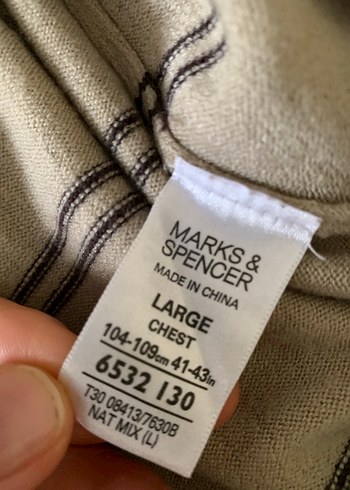 MARKS &
SPENCER
MADE IN CHINA
LARGE
CHEST
104-109cm 41-43in
6532 130
T30 08413/7630B
NAT MIX (L)